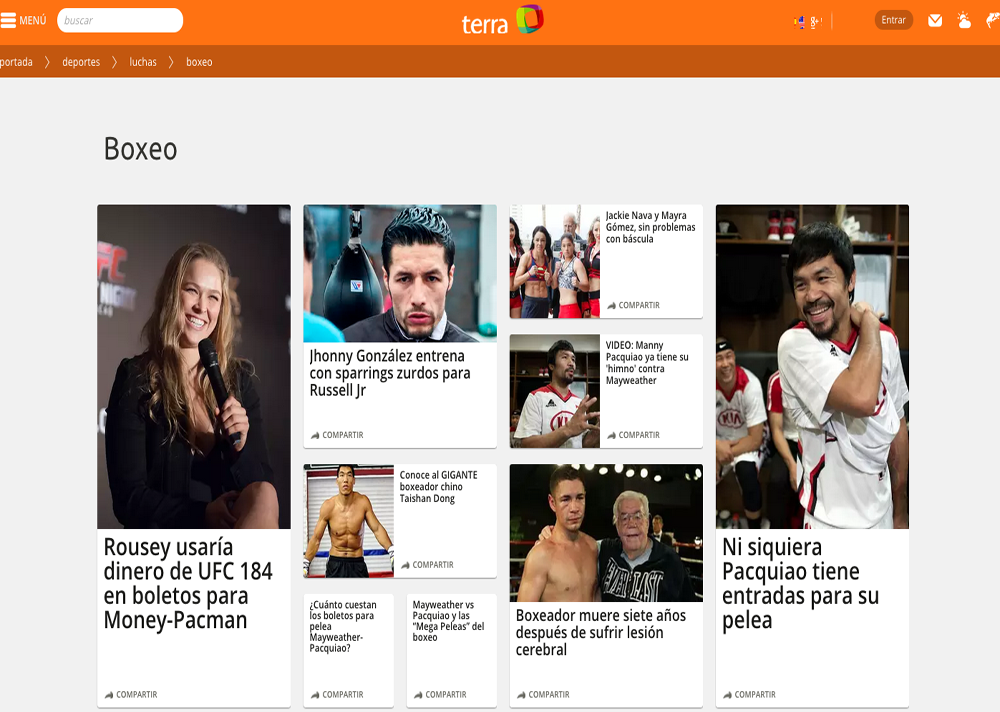 MENÚ
buscar
terra
Entrar
portada
deportes
luchas
boxeo
Boxeo
Rousey usaría
dinero de UFC 184
en boletos para
Money-Pacman
COMPARTIR
Jhonny González entrena
con sparrings zurdos para
Russell Jr
COMPARTIR
Conoce al GIGANTE
boxeador chino
Taishan Dong
COMPARTIR
¿Cuánto cuestan
los boletos para
pelea
Mayweather-
Pacquiao?
COMPARTIR
Mayweather vs
Pacquiao y las
“Mega Peleas” del
boxeo
COMPARTIR
Jackie Nava y Mayra
Gómez, sin problemas
con báscula
COMPARTIR
VIDEO: Manny
Pacquiao ya tiene su
'himno' contra
Mayweather
COMPARTIR
Boxeador muere siete años
después de sufrir lesión
cerebral
COMPARTIR
Ni siquiera
Pacquiao tiene
entradas para su
pelea
COMPARTIR